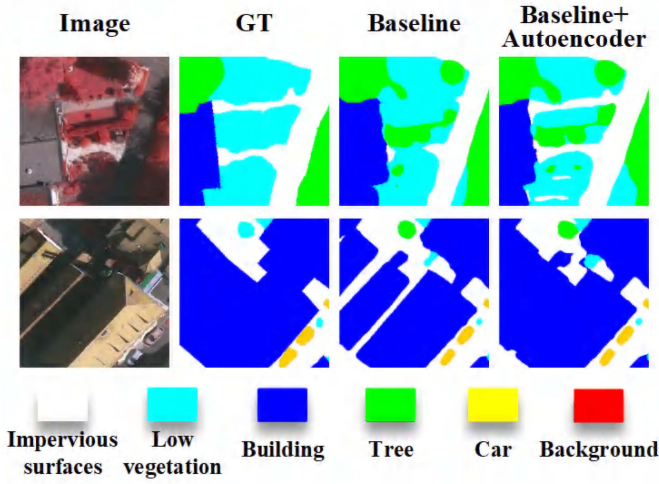 Image
GT
Baseline
Baseline+
Autoencoder
Impervious
surfaces
Low
vegetation
Building
Tree
Car
Background